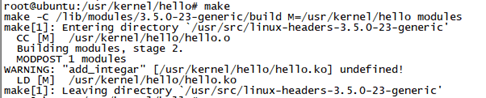 root@ubuntu:/usr/kernel/hello# make
make -C /lib/modules/3.5.0-23-generic/build M=/usr/kernel/hello modules
make[1]: Entering directory `/usr/src/linux-headers-3.5.0-23-generic'
  CC [M]  /usr/kernel/hello/hello.o
  Building modules, stage 2.
  MODPOST 1 modules
WARNING: "add_integar" [/usr/kernel/hello/hello.ko] undefined!
  LD [M]  /usr/kernel/hello/hello.ko
make[1]: Leaving directory `/usr/src/linux-headers-3.5.0-23-generic'